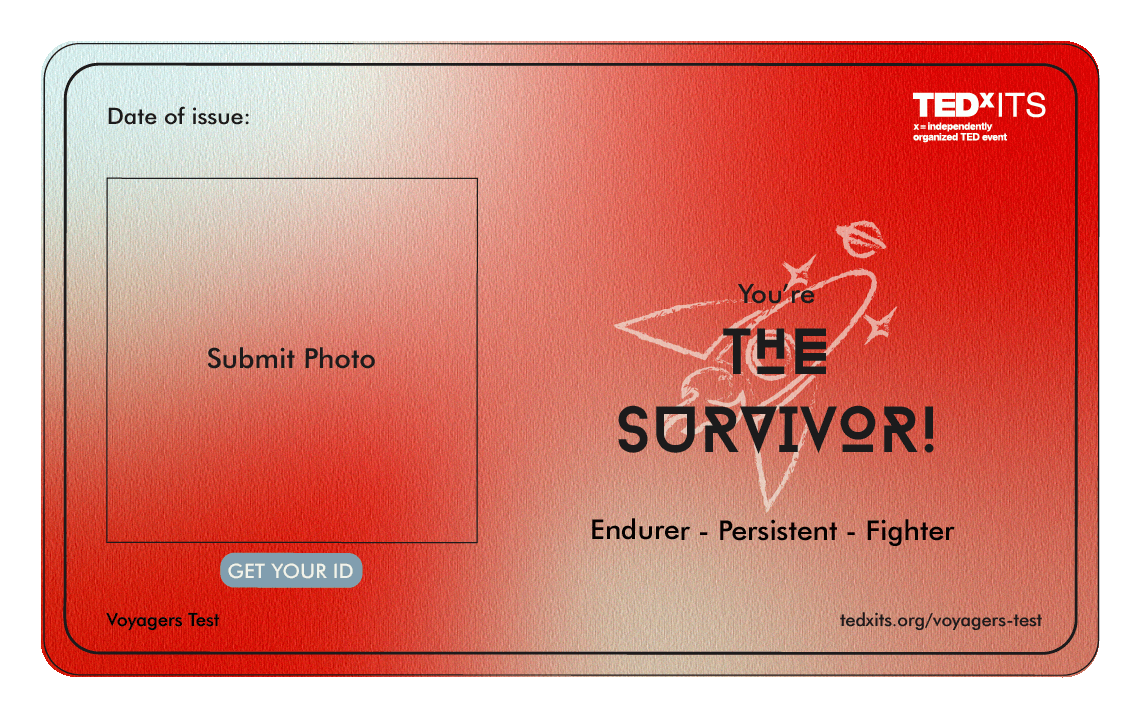 Date of issue:
TEDxITS
x = independently
organized TED event
Submit Photo
You're
THE
SURVIVOR!
Endurer - Persistent - Fighter
GET YOUR ID
Voyagers Test
tedxits.org/voyagers-test